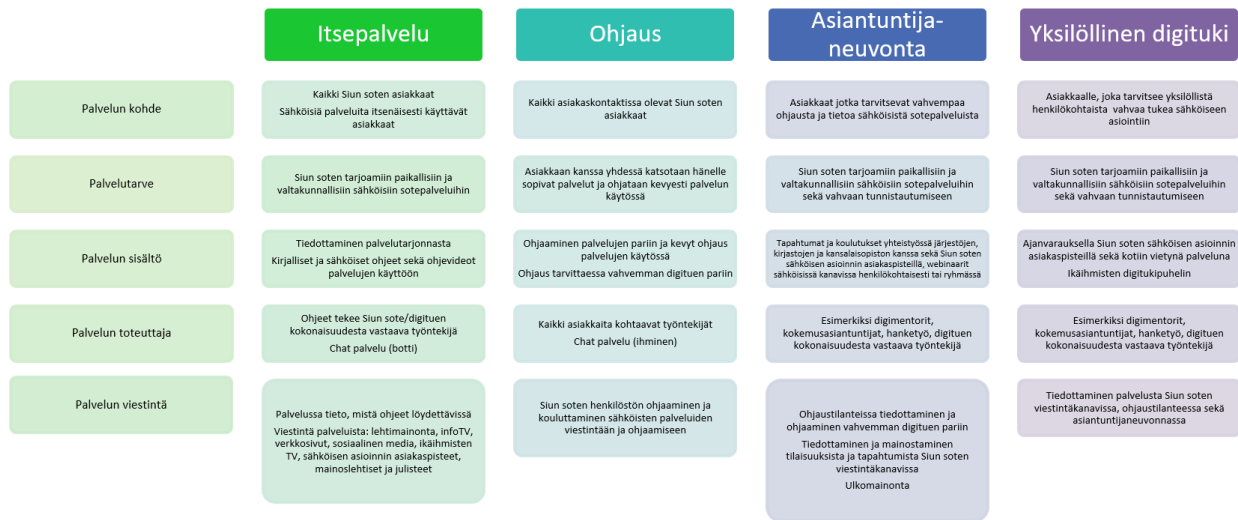 Itsepalvelu
Ohjaus
Asiantuntija-
neuvonta
Yksilöllinen digituki
Palvelun kohde
Kaikki Siun soten asiakkaat
Sähköisiä palveluita itsenäisesti käyttävät
asiakkaat
Kaikki asiakaskontaktissa olevat Siun soten
asiakkaat
Asiakkaat jotka tarvitsevat vahvempaa
ohjausta ja tietoa sähköisistä sotepalveluista
Asiakkaalle, joka tarvitsee yksilöllistä
henkilökohtaista vahvaa tukea sähköiseen
asiointiin
Palvelutarve
Siun soten tarjoamiin paikallisiin ja
valtakunnallisiin sähköisiin sotepalveluihin
Asiakkaan kanssa yhdessä katsotaan hänelle
sopivat palvelut ja ohjataan kevyesti palvelun
käytössä
Siun soten tarjoamiin paikallisiin ja
valtakunnallisiin sähköisiin sotepalveluihin
sekä vahvaan tunnistautumiseen
Siun soten tarjoamiin paikallisiin ja
valtakunnallisiin sähköisiin sotepalveluihin
sekä vahvaan tunnistautumiseen
Palvelun sisältö
Tiedottaminen palvelutarjonnasta
Kirjalliset ja sähköiset ohjeet sekä ohjevideot
palvelujen käyttöön
Ohjaaminen palvelujen pariin ja kevyt ohjaus
palvelujen käytössä
Ohjaus tarvittaessa vahvemman digituen pariin
Tapahtumat ja koulutukset yhteistyössä järjestöjen,
kirjastojen ja kansalaisopiston kanssa sekä Siun soten
sähköisen asioinnin asiakaspisteillä, webinaarit
sähköisissä kanavissa henkilökohtaisesti tai ryhmässä
Ajanvarauksella Siun soten sähköisen asioinnin
asiakaspisteillä sekä kotiin vietynä palveluna
Ikäihmisten digitukipuhelin
Palvelun toteuttaja
Ohjeet tekee Siun sote/digituen
kokonaisuudesta vastaava työntekijä
Chat palvelu (botti)
Kaikki asiakkaita kohtaavat työntekijät
Chat palvelu (ihminen)
Esimerkiksi digimentorit,
kokemusasiantuntijat, hanketyö, digituen
kokonaisuudesta vastaava työntekijä
Esimerkiksi digimentorit,
kokemusasiantuntijat, hanketyö, digituen
kokonaisuudesta vastaava työntekijä
Palvelun viestintä
Palvelussa tieto, mistä ohjeet löydettävissä
Viestintä palveluista: lehtimainonta, infoTV,
verkkosivut, sosiaalinen media, ikäihmisten
TV, sähköisen asioinnin asiakaspisteet,
mainoslehtiset ja julisteet
Siun soten henkilöstön ohjaaminen ja
kouluttaminen sähköisten palveluiden
viestintään ja ohjaamiseen
Ohjaustilanteissa tiedottaminen ja
ohjaaminen vahvemman digituen pariin
Tiedottaminen ja mainostaminen
tilaisuuksista ja tapahtumista Siun soten
viestintäkanavissa
Ulkomainonta
Tiedottaminen palvelusta Siun soten
viestintäkanavissa, ohjaustilanteessa sekä
asiantuntijaneuvonnassa